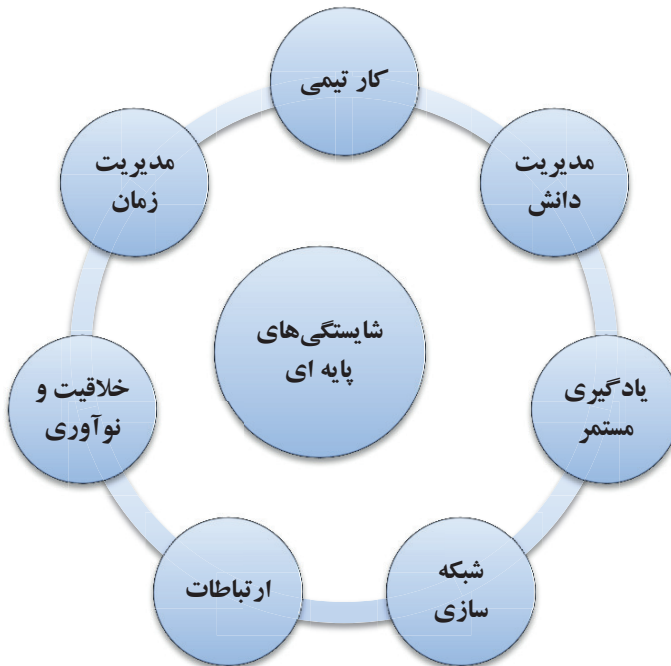 کار تیمی
مدیریت
دانش
یادگیری
مستمر
شبکه
سازی
ارتباطات
خلاقیت و
نوآوری
مدیریت
زمان
شایستگی‌های
پایه ای